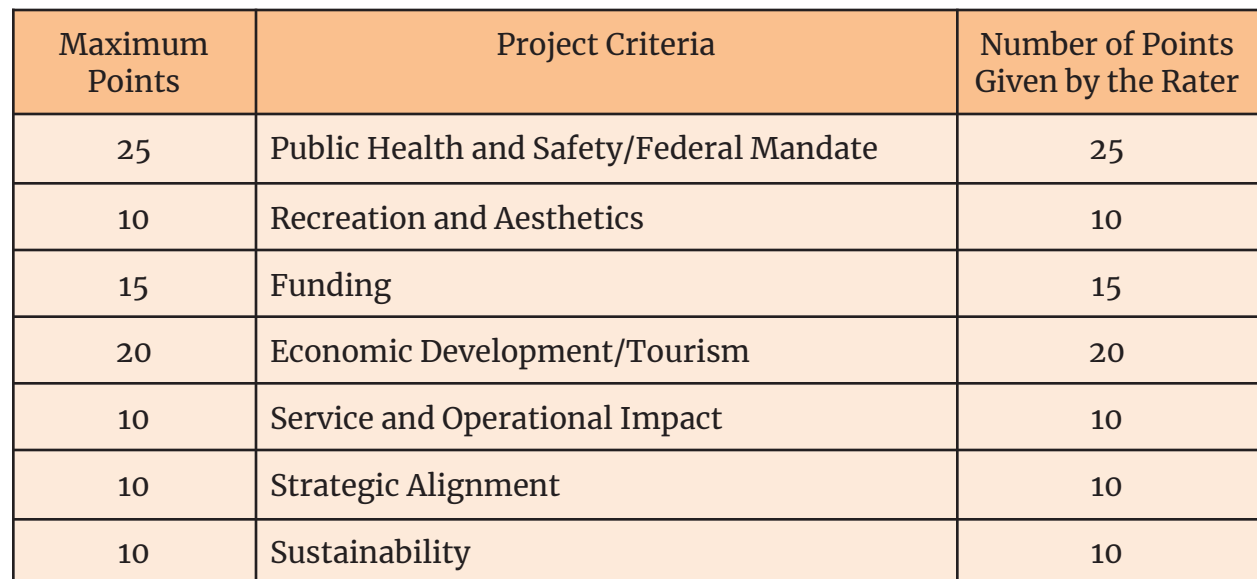 Maximum
Points
Project Criteria
Number of Points
Given by the Rater
25 Public Health and Safety/Federal Mandate 25
10 Recreation and Aesthetics 10
15 Funding 15
20 Economic Development/Tourism 20
10 Service and Operational Impact 10
10 Strategic Alignment 10
10 Sustainability 10